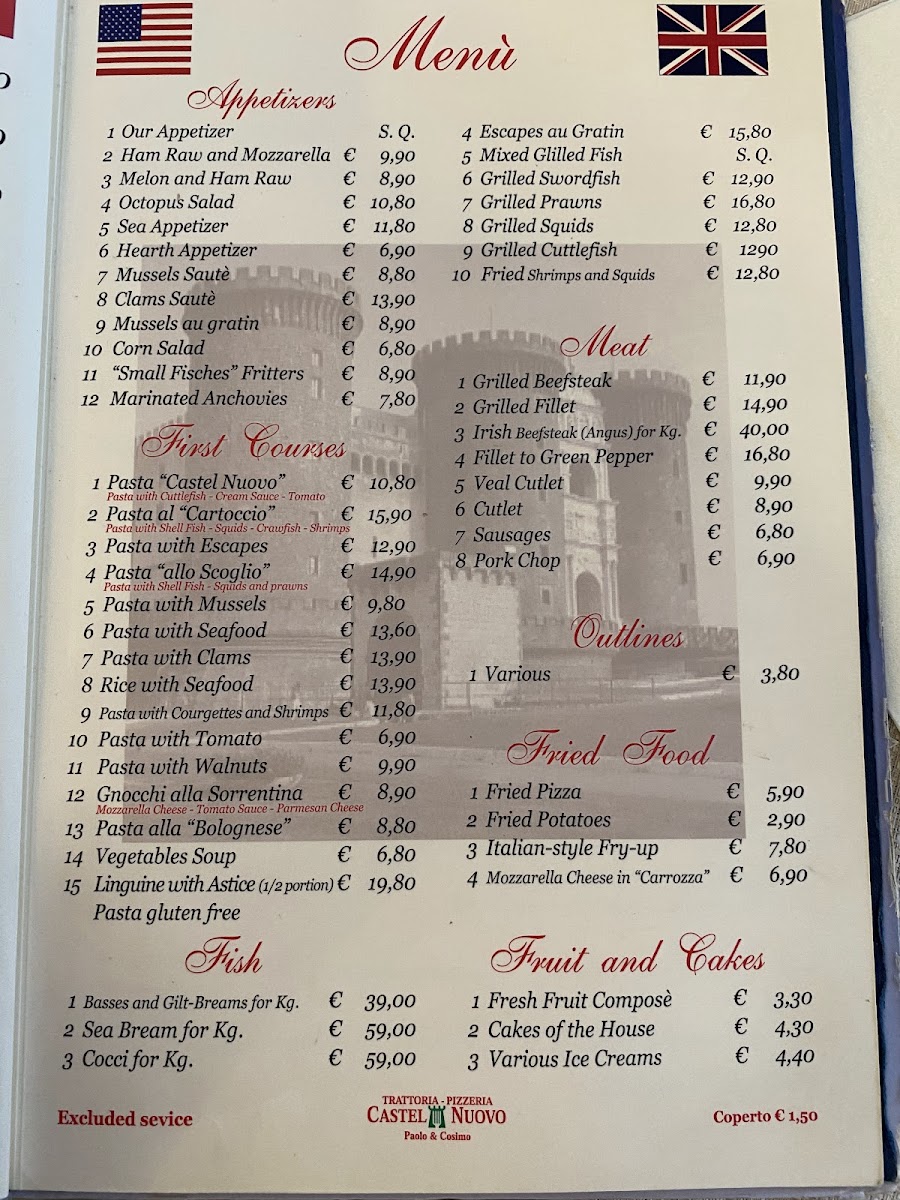 Menù
Appetizers
1 Our Appetizer S. Q.
2 Ham Raw and Mozzarella € 9,90
3 Melon and Ham Raw € 8,90
4 Octopus Salad € 10,80
5 Sea Appetizer € 11,80
6 Hearth Appetizer € 6,90
7 Mussels Sautè € 8,80
8 Clams Sautè € 13,90
9 Mussels au gratin € 8,90
10 Corn Salad € 6,80
11 “Small Fisches” Fritters € 8,90
12 Marinated Anchovies € 7,80
First Courses
1 Pasta “Castel Nuovo” € 10,80
Pasta with Cuttlefish - Cream Sauce - Tomato
2 Pasta al “Cartoccio” € 15,90
Pasta with Shell Fish - Squids - Crawfish - Shrimps
3 Pasta with Escapes € 12,90
4 Pasta “allo Scoglio” € 14,90
Pasta with Shell Fish - Squids and prawns
5 Pasta with Mussels € 9,80
6 Pasta with Seafood € 13,60
7 Pasta with Clams € 13,90
8 Rice with Seafood € 13,90
9 Pasta with Courgettes and Shrimps € 11,80
10 Pasta with Tomato € 6,90
11 Pasta with Walnuts € 9,90
12 Gnocchi alla Sorrentina € 8,90
Mozzarella Cheese - Tomato Sauce - Parmesan Cheese
13 Pasta alla “Bolognese” € 8,80
14 Vegetables Soup € 6,80
15 Linguine with Astice (1/2 portion) € 19,80
Pasta gluten free
Fish
1 Basses and Gilt-Breams for Kg. € 39,00
2 Sea Bream for Kg. € 59,00
3 Cocci for Kg. € 59,00
4 Escapes au Gratin € 15,80
5 Mixed Glilled Fish S. Q.
6 Grilled Swordfish € 12,90
7 Grilled Prawns € 16,80
8 Grilled Squids € 12,80
9 Grilled Cuttlefish € 1290
10 Fried Shrimps and Squids € 12,80
Meat
1 Grilled Beefsteak € 11,90
2 Grilled Fillet € 14,90
3 Irish Beefsteak (Angus) for Kg. € 40,00
4 Fillet to Green Pepper € 16,80
5 Veal Cutlet € 9,90
6 Cutlet € 8,90
7 Sausages € 6,80
8 Pork Chop € 6,90
Outlines
1 Various € 3,80
Fried Food
1 Fried Pizza € 5,90
2 Fried Potatoes € 2,90
3 Italian-style Fry-up € 7,80
4 Mozzarella Cheese in “Carrozza” € 6,90
Fruit and Cakes
1 Fresh Fruit Composè € 3,30
2 Cakes of the House € 4,30
3 Various Ice Creams € 4,40
Excluded sevice
TRATTORIA - PIZZERIA
CASTEL NUOVO
Paolo & Cosimo
Coperto € 1,50